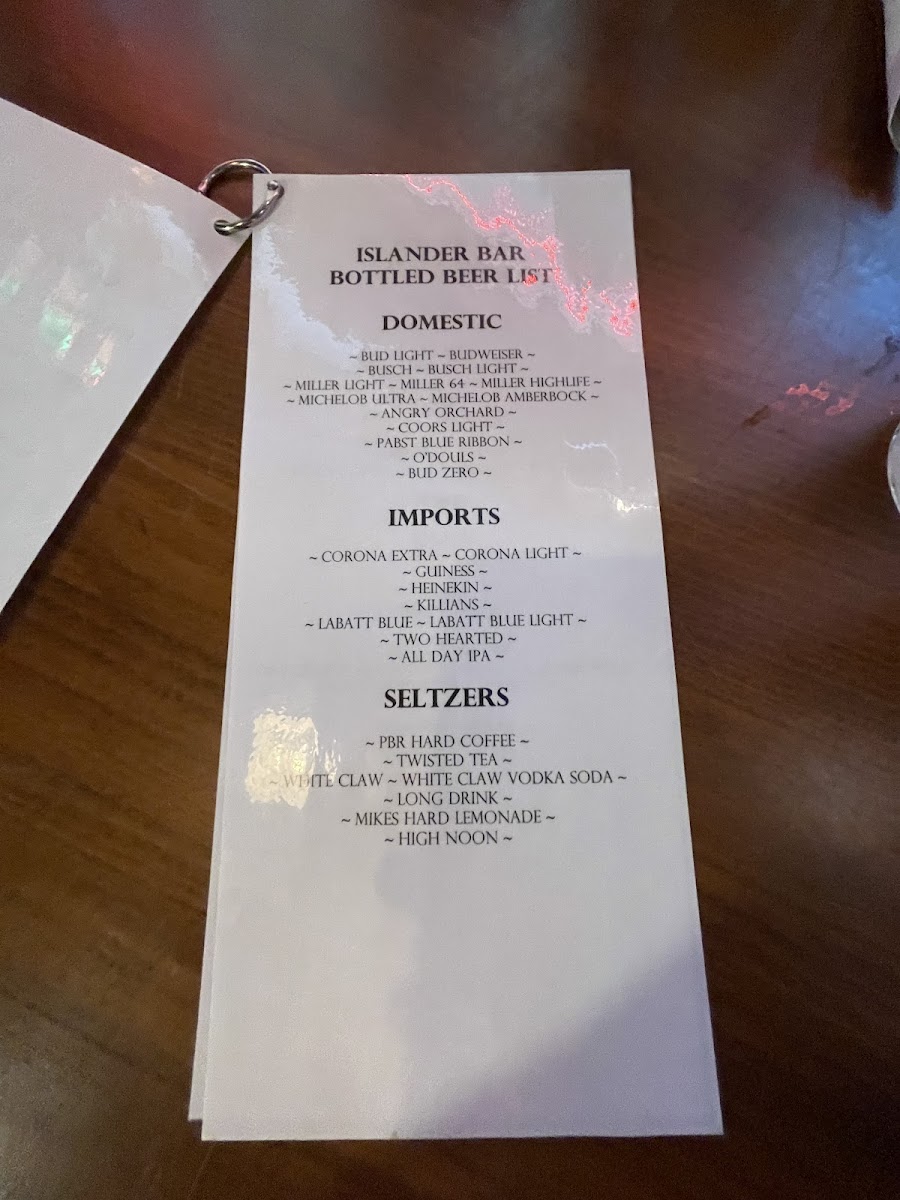 ISLANDER BAR
BOTTLED BEER LIST
DOMESTIC
~ BUD LIGHT ~ BUDWEISER ~
~ BUSCH ~ BUSCH LIGHT ~
~ MILLER LIGHT ~ MILLER 64 ~ MILLER HIGHLIFE ~
~ MICHELOB ULTRA ~ MICHELOB AMBERBOCK ~
~ ANGRY ORCHARD ~
~ COORS LIGHT ~
~ PABST BLUE RIBBON ~
~ O'DOULS ~
~ BUD ZERO ~
IMPORTS
~ CORONA EXTRA ~ CORONA LIGHT ~
~ GUINESS ~
~ HEINEKIN ~
~ KILLIANS ~
~ LABATT BLUE ~ LABATT BLUE LIGHT ~
~ TWO HEARTED ~
~ ALL DAY IPA ~
SELTZERS
~ PBR HARD COFFEE ~
~ TWISTED TEA ~
~ WHITE CLAW ~ WHITE CLAW VODKA SODA ~
~ LONG DRINK ~
~ MIKES HARD LEMONADE ~
~ HIGH NOON ~